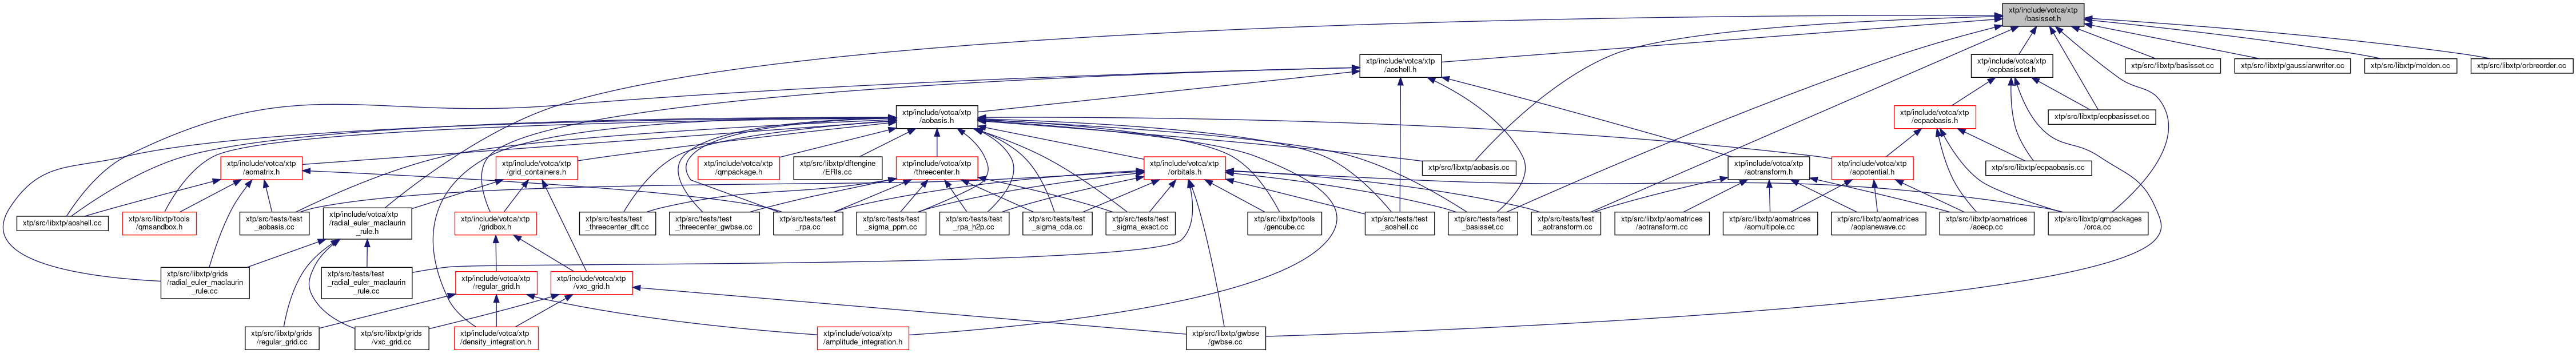 xtp/include/votca/xtp
/basisset.h
xtp/include/votca/xtp
/aoshell.h
xtp/include/votca/xtp
/ecpbasisset.h
xtp/src/libxtp/basisset.cc
xtp/src/libxtp/gaussianwriter.cc
xtp/src/libxtp/molden.cc
xtp/src/libxtp/orbreorder.cc
xtp/include/votca/xtp
/aobasis.h
xtp/include/votca/xtp
/ecpaobasis.h
xtp/src/libxtp/ecpbasisset.cc
xtp/include/votca/xtp
/aomatrix.h
xtp/include/votca/xtp
/grid_containers.h
xtp/include/votca/xtp
/qmpackage.h
xtp/src/libxtp/dftengine
/ERIs.cc
xtp/include/votca/xtp
/threecenter.h
xtp/include/votca/xtp
/orbitals.h
xtp/src/libxtp/aobasis.cc
xtp/include/votca/xtp
/aotransform.h
xtp/include/votca/xtp
/aopotential.h
xtp/src/libxtp/ecpaobasis.cc
xtp/src/libxtp/aoshell.cc
xtp/src/libxtp/tools
/qmsandbox.h
xtp/src/tests/test
_aobasis.cc
xtp/include/votca/xtp
/radial_euler_maclaurin
_rule.h
xtp/include/votca/xtp
/gridbox.h
xtp/src/tests/test
_threecenter_dft.cc
xtp/src/tests/test
_threecenter_gwbse.cc
xtp/src/tests/test
_rpa.cc
xtp/src/tests/test
_sigma_ppm.cc
xtp/src/tests/test
_rpa_h2p.cc
xtp/src/tests/test
_sigma_cda.cc
xtp/src/tests/test
_sigma_exact.cc
xtp/src/libxtp/tools
/gencube.cc
xtp/src/tests/test
_aoshell.cc
xtp/src/tests/test
_basisset.cc
xtp/src/tests/test
_aotransform.cc
xtp/src/libxtp/aomatrices
/aotransform.cc
xtp/src/libxtp/aomatrices
/aomultipole.cc
xtp/src/libxtp/aomatrices
/aoplanewave.cc
xtp/src/libxtp/aomatrices
/aoecp.cc
xtp/src/libxtp/qmpackages
/orca.cc
xtp/src/libxtp/grids
/radial_euler_maclaurin
_rule.cc
xtp/src/tests/test
_radial_euler_maclaurin
_rule.cc
xtp/include/votca/xtp
/regular_grid.h
xtp/include/votca/xtp
/vxc_grid.h
xtp/src/libxtp/grids
/regular_grid.cc
xtp/src/libxtp/grids
/vxc_grid.cc
xtp/include/votca/xtp
/density_integration.h
xtp/include/votca/xtp
/amplitude_integration.h
xtp/src/libxtp/gwbse
/gwbse.cc